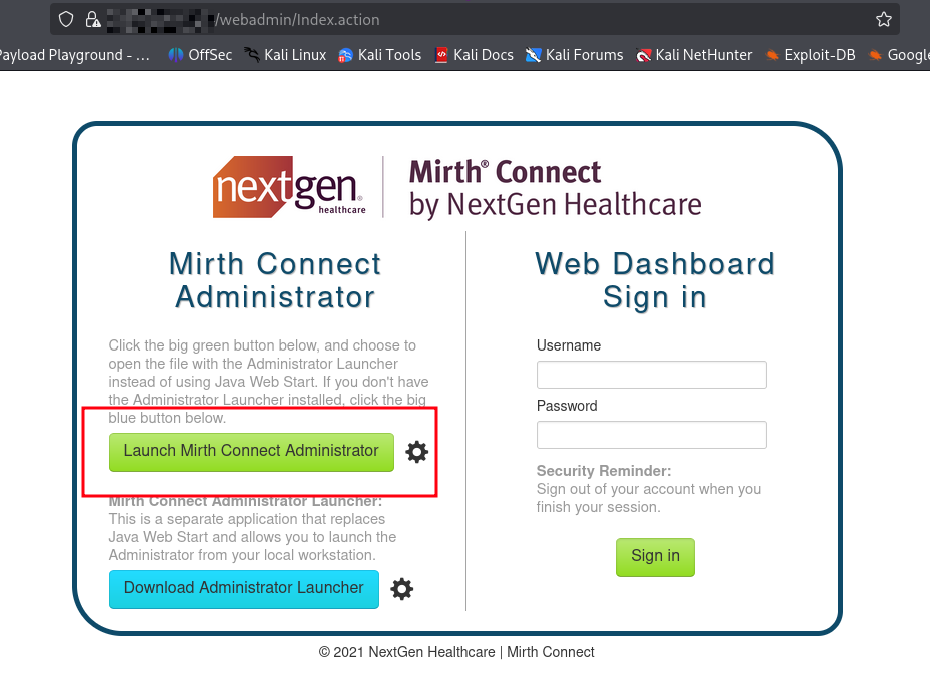 /webadmin/Index.action
Payload Playground - … OffSec Kali Linux Kali Tools Kali Docs Kali Forums Kali NetHunter Exploit-DB Google
nextgen®
healthcare
Mirth® Connect
by NextGen Healthcare
Mirth Connect
Administrator
Click the big green button below, and choose to
open the file with the Administrator Launcher
instead of using Java Web Start. If you don't have
the Administrator Launcher installed, click the big
blue button below.
Launch Mirth Connect Administrator
Mirth Connect Administrator Launcher:
This is a separate application that replaces
Java Web Start and allows you to launch the
Administrator from your local workstation.
Download Administrator Launcher
Web Dashboard
Sign in
Username
Password
Security Reminder:
Sign out of your account when you
finish your session.
Sign in
© 2021 NextGen Healthcare | Mirth Connect